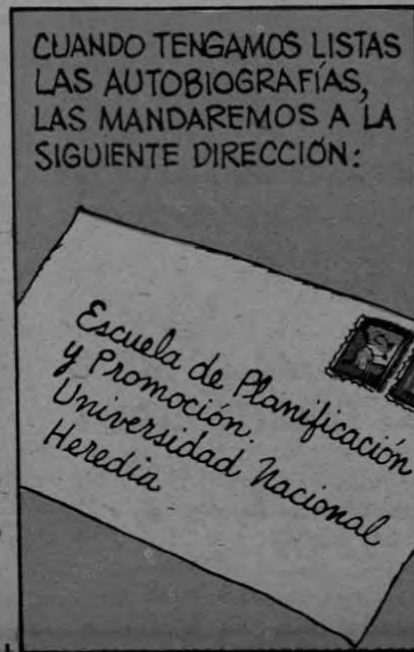 CUANDO TENGAMOS LISTAS
LAS AUTOBIOGRAFÍAS,
LAS MANDAREMOS A LA
SIGUIENTE DIRECCIÓN:
Escuela de Planificación
y Promoción.
Universidad Nacional
Heredia